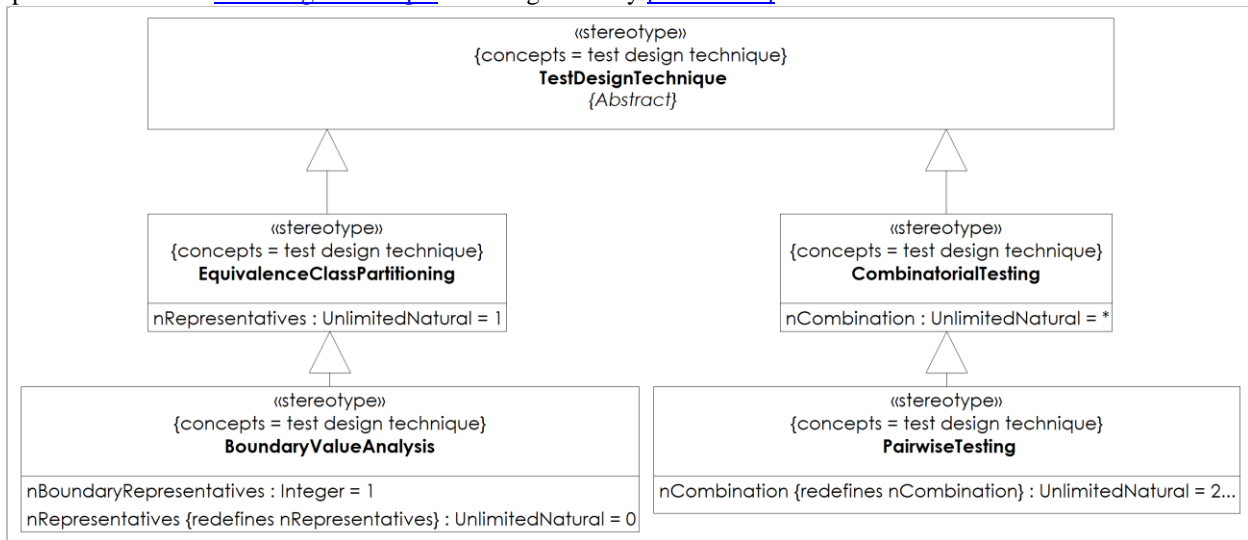 «stereotype»
{concepts = test design technique}
TestDesignTechnique
{Abstract}
«stereotype»
{concepts = test design technique}
EquivalenceClassPartitioning
nRepresentatives : UnlimitedNatural = 1
«stereotype»
{concepts = test design technique}
CombinatorialTesting
nCombination : UnlimitedNatural = *
«stereotype»
{concepts = test design technique}
BoundaryValueAnalysis
nBoundaryRepresentatives : Integer = 1
nRepresentatives {redefines nRepresentatives} : UnlimitedNatural = 0
«stereotype»
{concepts = test design technique}
PairwiseTesting
nCombination {redefines nCombination} : UnlimitedNatural = 2...